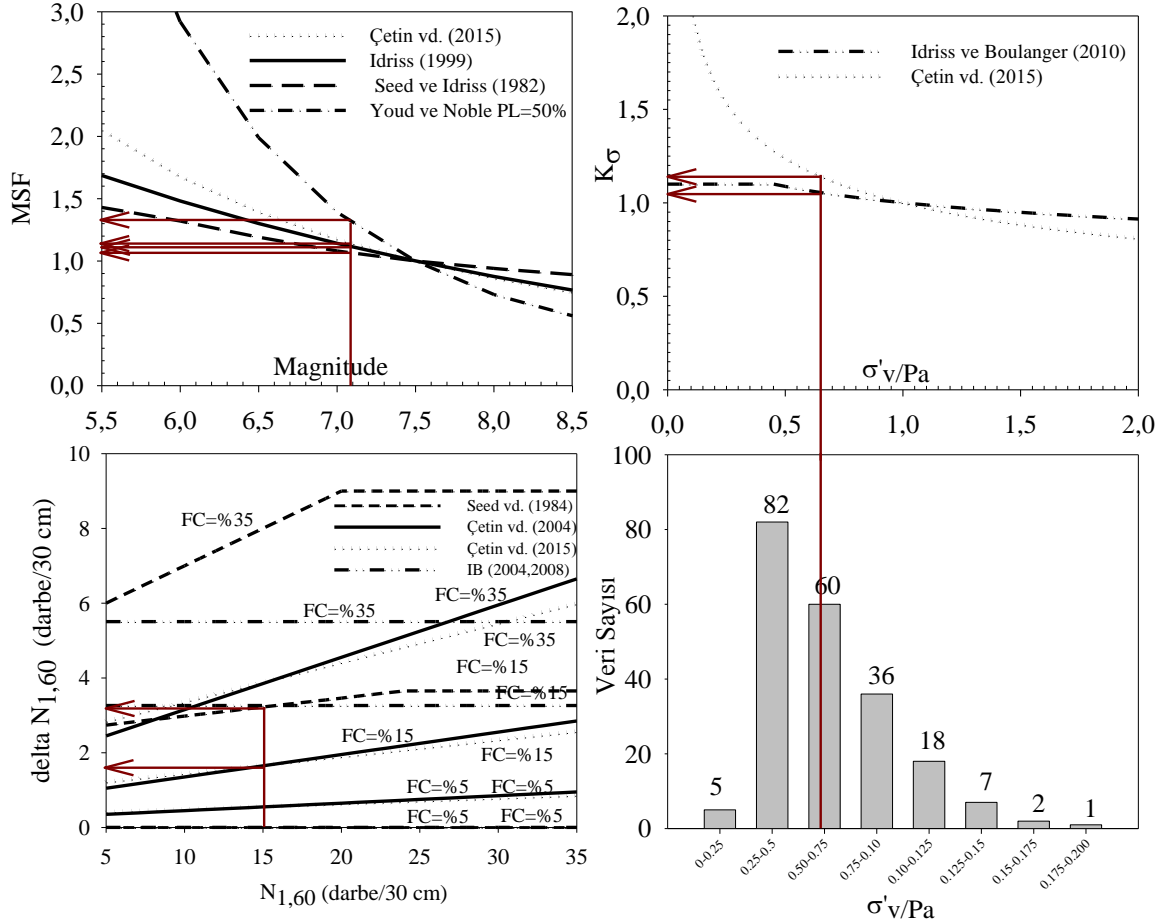 3,0
2,5
2,0
1,5
1,0
0,5
0,0
MSF
Çetin vd. (2015)
Idriss (1999)
Seed ve Idriss (1982)
Youd ve Noble PL=50%
Magnitude
5,5 6,0 6,5 7,0 7,5 8,0 8,5
2,0
1,5
1,0
0,5
0,0
Kσ
Idriss ve Boulanger (2010)
Çetin vd. (2015)
σ'v/Pa
0,0 0,5 1,0 1,5 2,0
10
8
6
4
2
0
delta N1,60 (darbe/30 cm)
Seed vd. (1984)
Çetin vd. (2004)
Çetin vd. (2015)
IB (2004,2008)
FC=%35
FC=%35
FC=%35
FC=%35
FC=%15
FC=%15
FC=%15
FC=%15
FC=%5 FC=%5
FC=%5 FC=%5
5 10 15 20 25 30 35
N1,60 (darbe/30 cm)
100
80
60
40
20
0
Veri Sayısı
5
82
60
36
18
7
2
1
0-0.25
0.25-0.5
0.50-0.75
0.75-0.10
0.10-0.125
0.125-0.15
0.15-0.175
0.175-0.200
σ'v/Pa